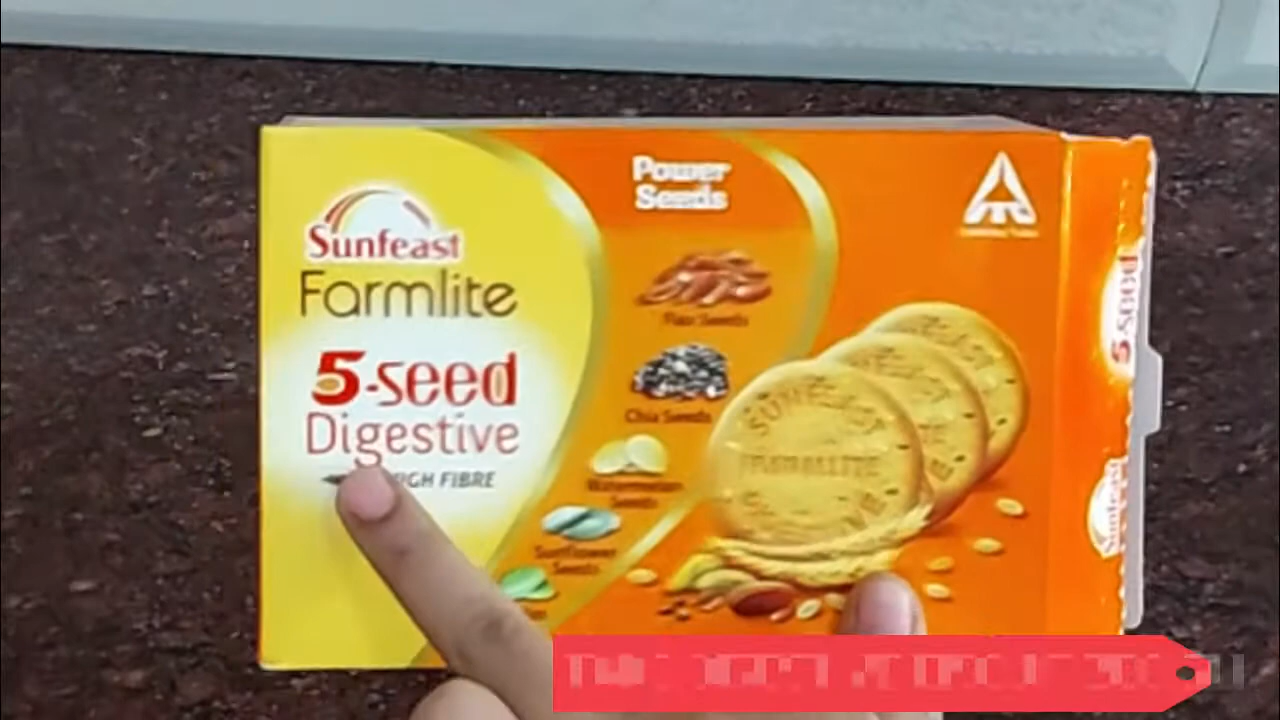 Sunfeast
Farmlite
5-seed
Digestive
HIGH FIBRE
Power
Seeds
Flax Seeds
Chia Seeds
Watermelon
Seeds
Sunflower
Seeds
SUNFEAST
FARMLITE
5-seed
Sunfeast